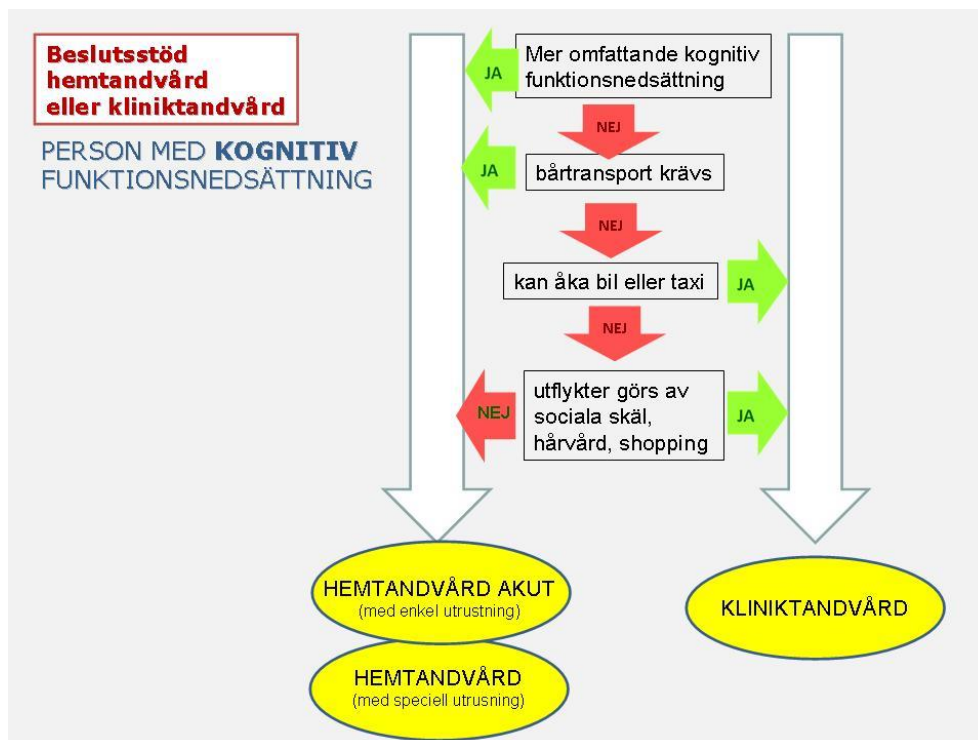 Beslutsstöd
hemtandvård
eller kliniktandvård
PERSON MED KOGNITIV
FUNKTIONSNEDSÄTTNING
Mer omfattande kognitiv
funktionsnedsättning
JA
NEJ
bårtransport krävs
JA
NEJ
kan åka bil eller taxi
JA
NEJ
utflykter görs av
sociala skäl,
hårvård, shopping
NEJ
JA
HEMTANDVÅRD AKUT
(med enkel utrustning)
HEMTANDVÅRD
(med speciell utrusning)
KLINIKTANDVÅRD